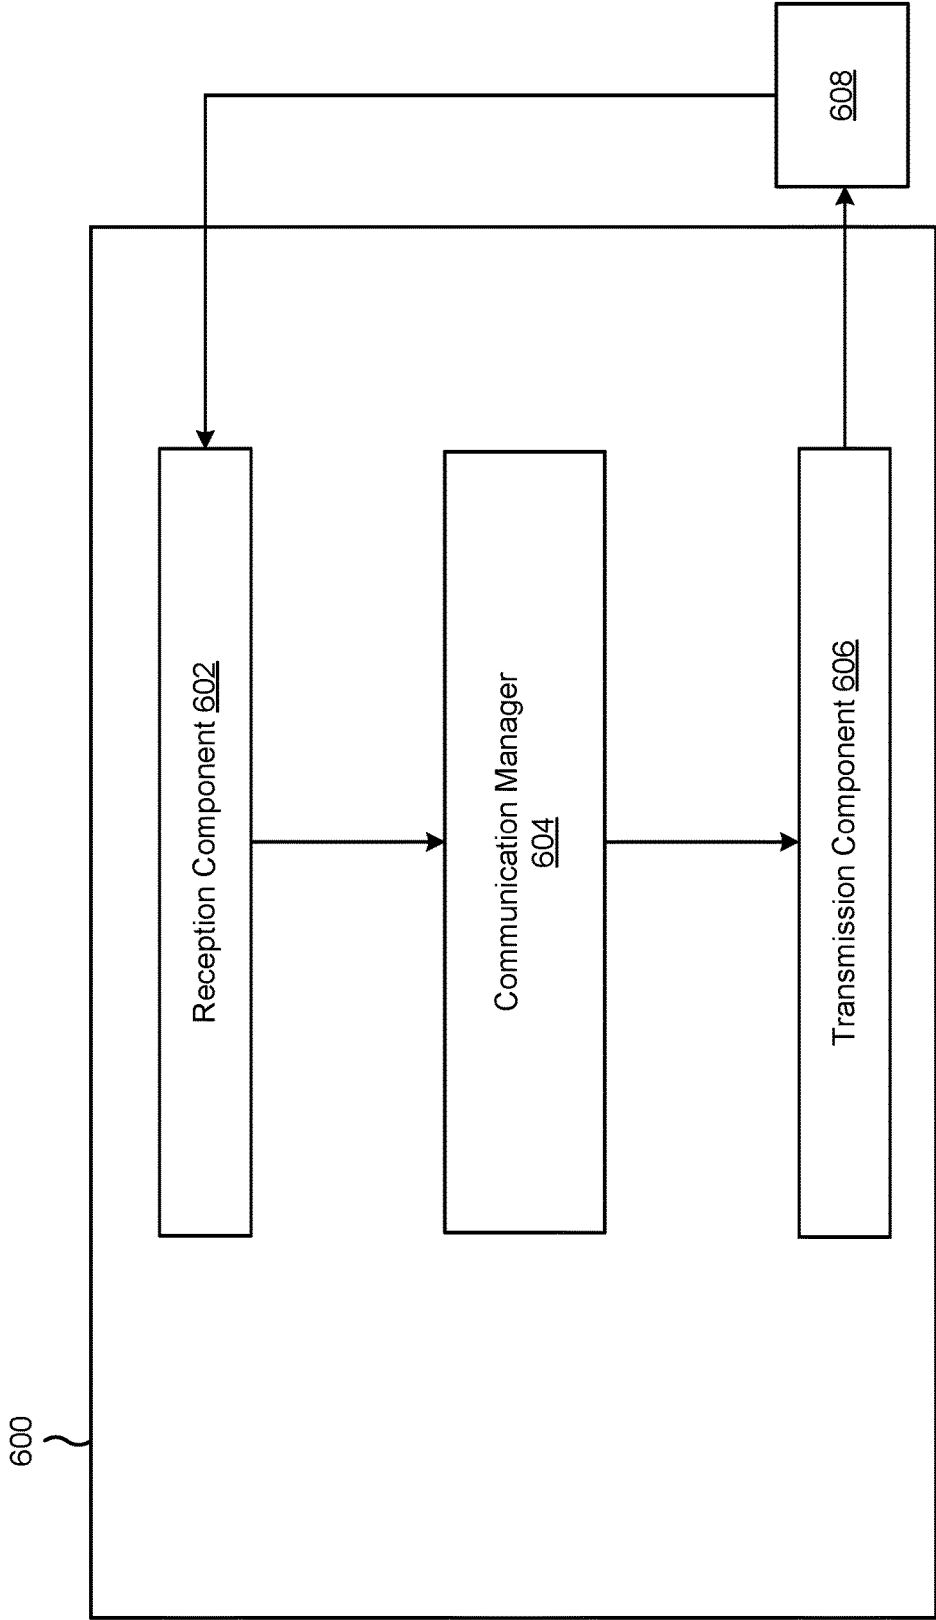 600
Reception Component 602
Communication Manager
604
Transmission Component 606
608